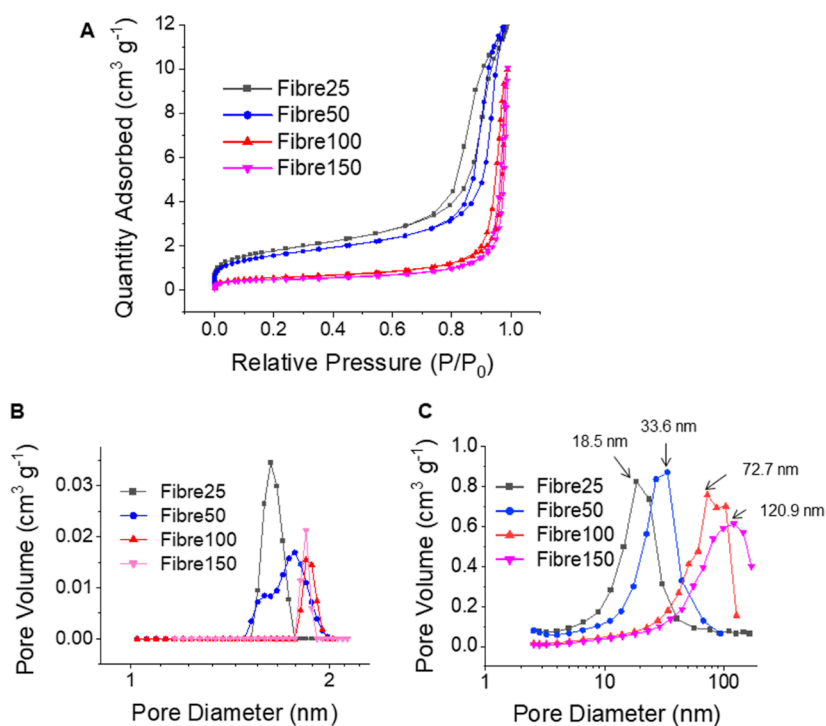 A
Quantity Adsorbed (cm³ g⁻¹)
12
10
8
6
4
2
0
Fibre25
Fibre50
Fibre100
Fibre150
0.0 0.2 0.4 0.6 0.8 1.0
Relative Pressure (P/P₀)
B
Pore Volume (cm³ g⁻¹)
0.03
0.02
0.01
0.00
Fibre25
Fibre50
Fibre100
Fibre150
1 2
Pore Diameter (nm)
C
Pore Volume (cm³ g⁻¹)
1.0
0.8
0.6
0.4
0.2
0.0
18.5 nm
33.6 nm
72.7 nm
120.9 nm
Fibre25
Fibre50
Fibre100
Fibre150
1 10 100
Pore Diameter (nm)